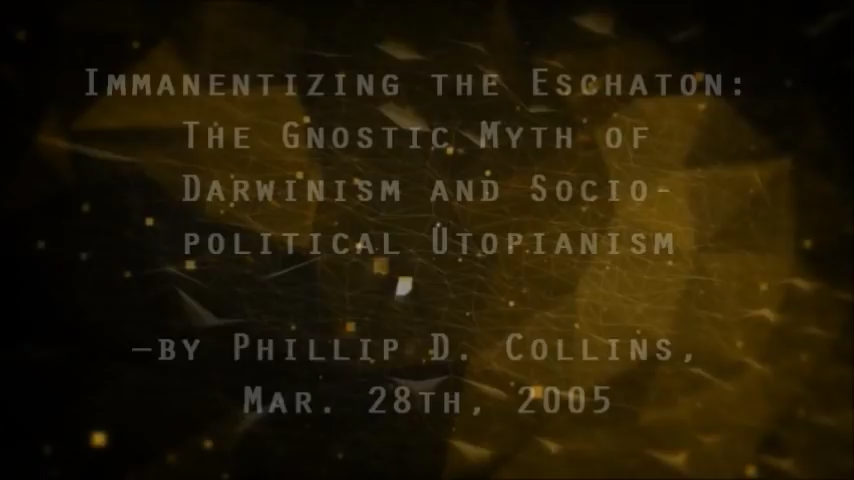 Immanentizing the Eschaton:
The Gnostic Myth of
Darwinism and Socio-
political Utopianism
—by Phillip D. Collins,
Mar. 28th, 2005